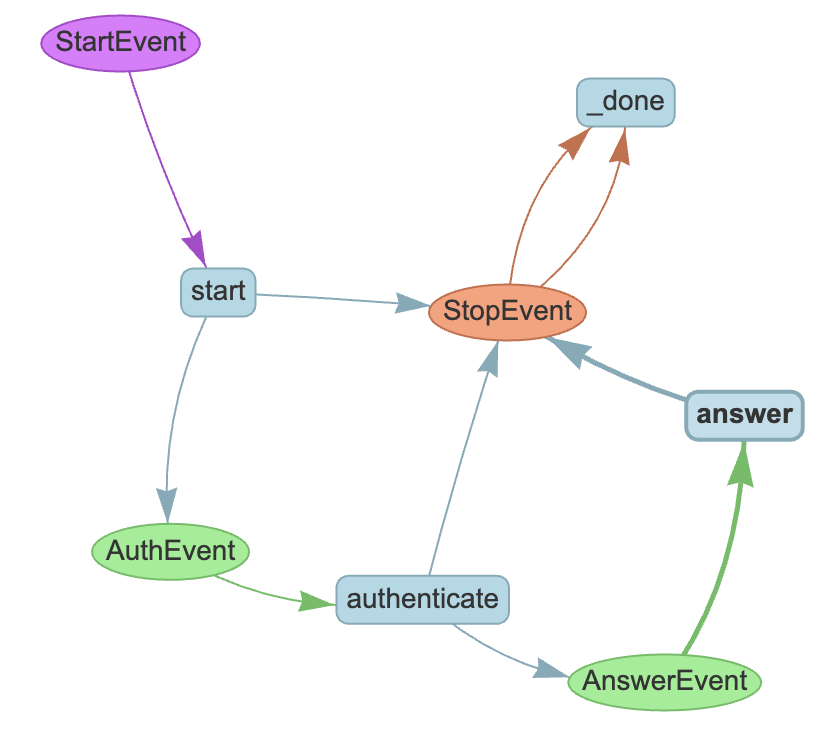 StartEvent
_done
start
StopEvent
answer
AuthEvent
authenticate
AnswerEvent